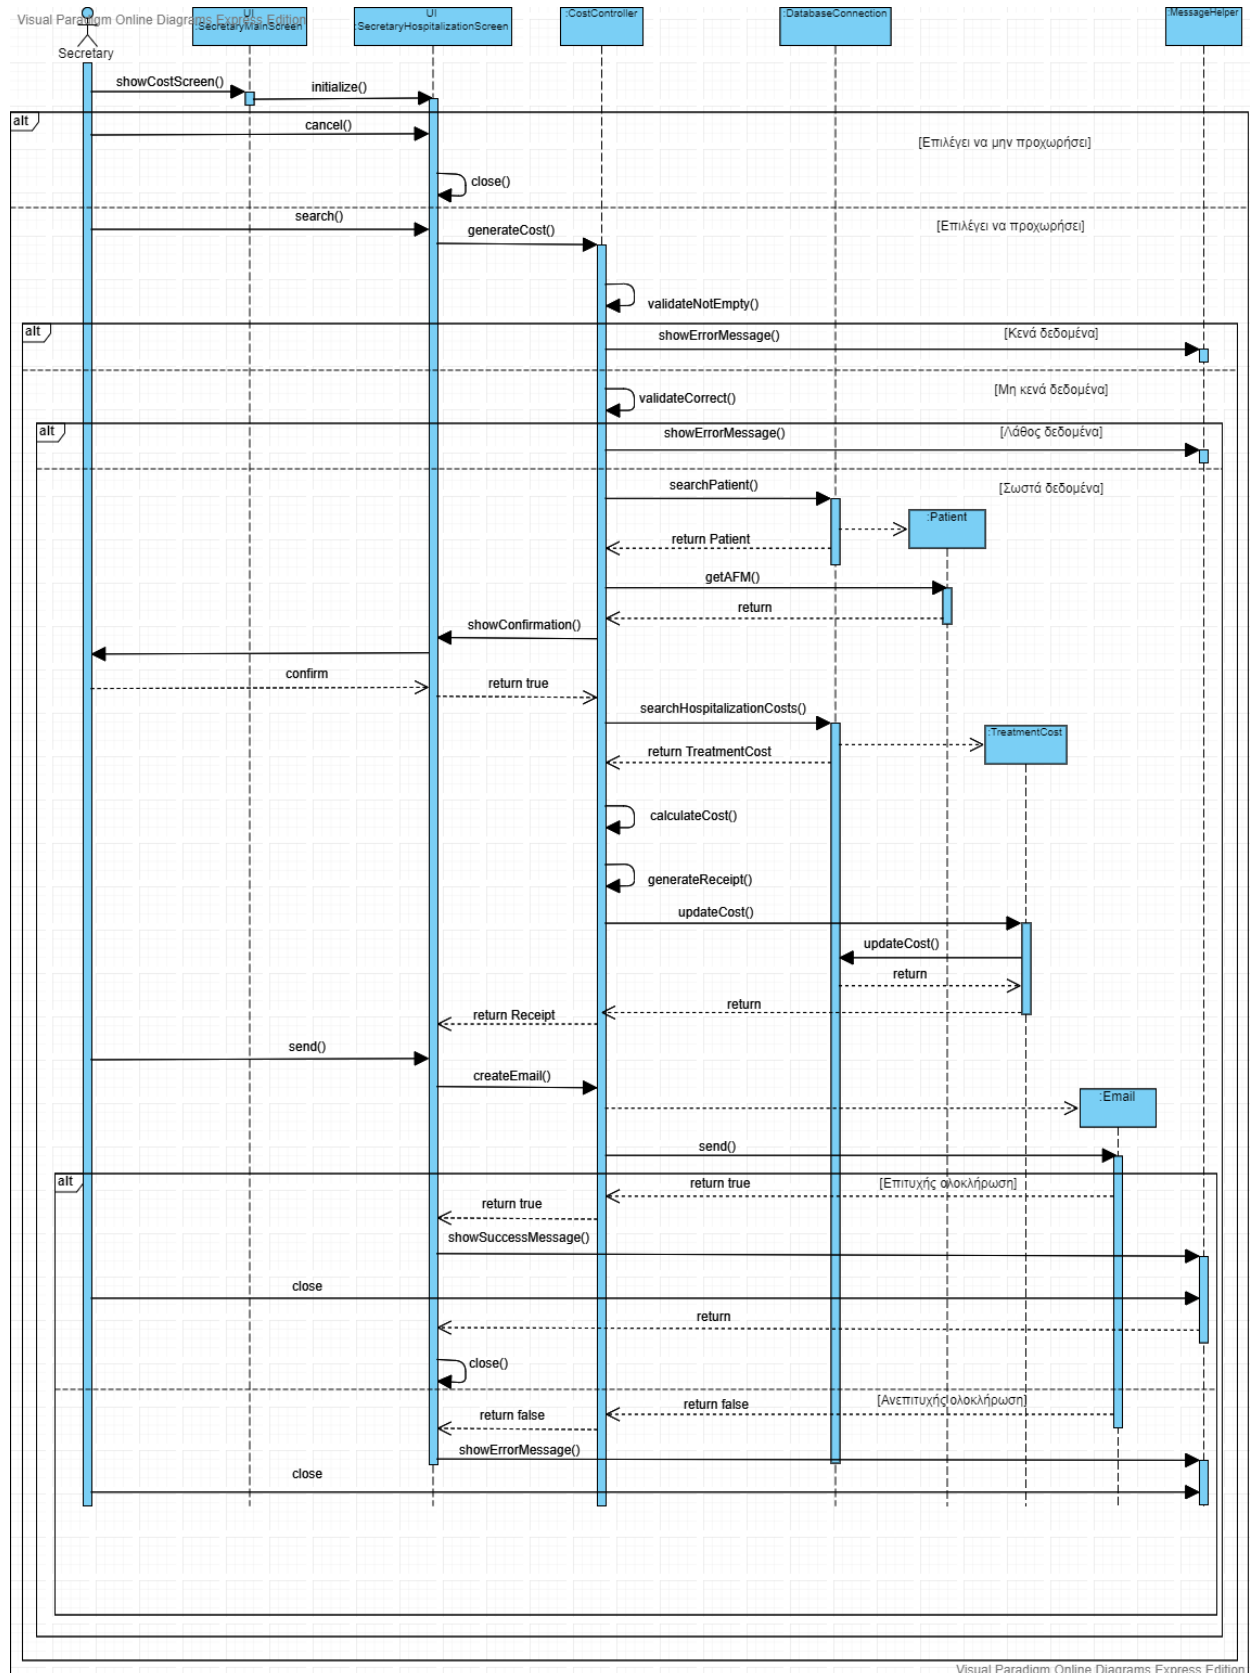 Visual Paradigm Online Diagrams Express Edition
UI
:SecretaryMainScreen
UI
:SecretaryHospitalizationScreen
:CostController
:DatabaseConnection
:MessageHelper
Secretary
showCostScreen()
initialize()
alt
cancel()
[Επιλέγει να μην προχωρήσει]
close()
search()
[Επιλέγει να προχωρήσει]
generateCost()
validateNotEmpty()
alt
showErrorMessage()
[Κενά δεδομένα]
validateCorrect()
[Μη κενά δεδομένα]
alt
showErrorMessage()
[Λάθος δεδομένα]
searchPatient()
[Σωστά δεδομένα]
:Patient
return Patient
getAFM()
return
showConfirmation()
confirm
return true
searchHospitalizationCosts()
:TreatmentCost
return TreatmentCost
calculateCost()
generateReceipt()
updateCost()
updateCost()
return
return
return Receipt
send()
createEmail()
:Email
send()
alt
return true
[Επιτυχής ολοκλήρωση]
return true
showSuccessMessage()
close
return
close()
[Ανεπιτυχής ολοκλήρωση]
return false
return false
showErrorMessage()
close
Visual Paradigm Online Diagrams Express Edition